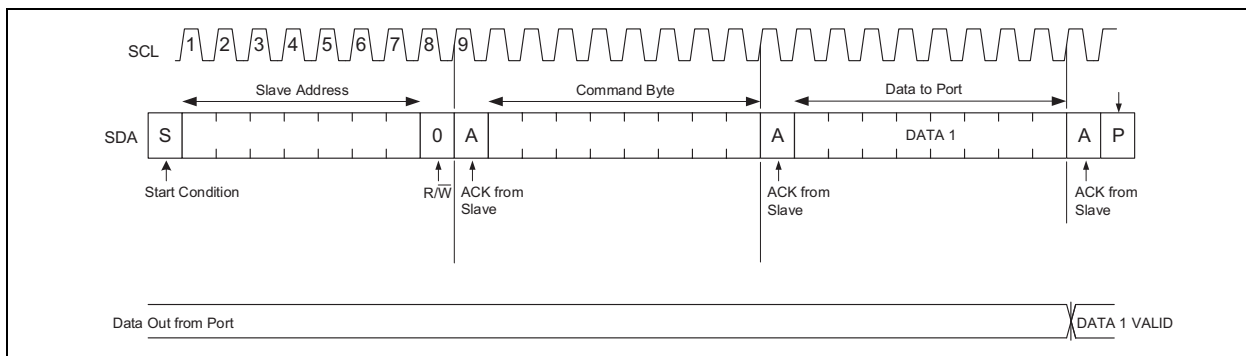 SCL 1 2 3 4 5 6 7 8 9
Slave Address Command Byte Data to Port
SDA S 0 A A DATA 1 A P
Start Condition R/W̅ ACK from Slave ACK from Slave ACK from Slave
Data Out from Port DATA 1 VALID